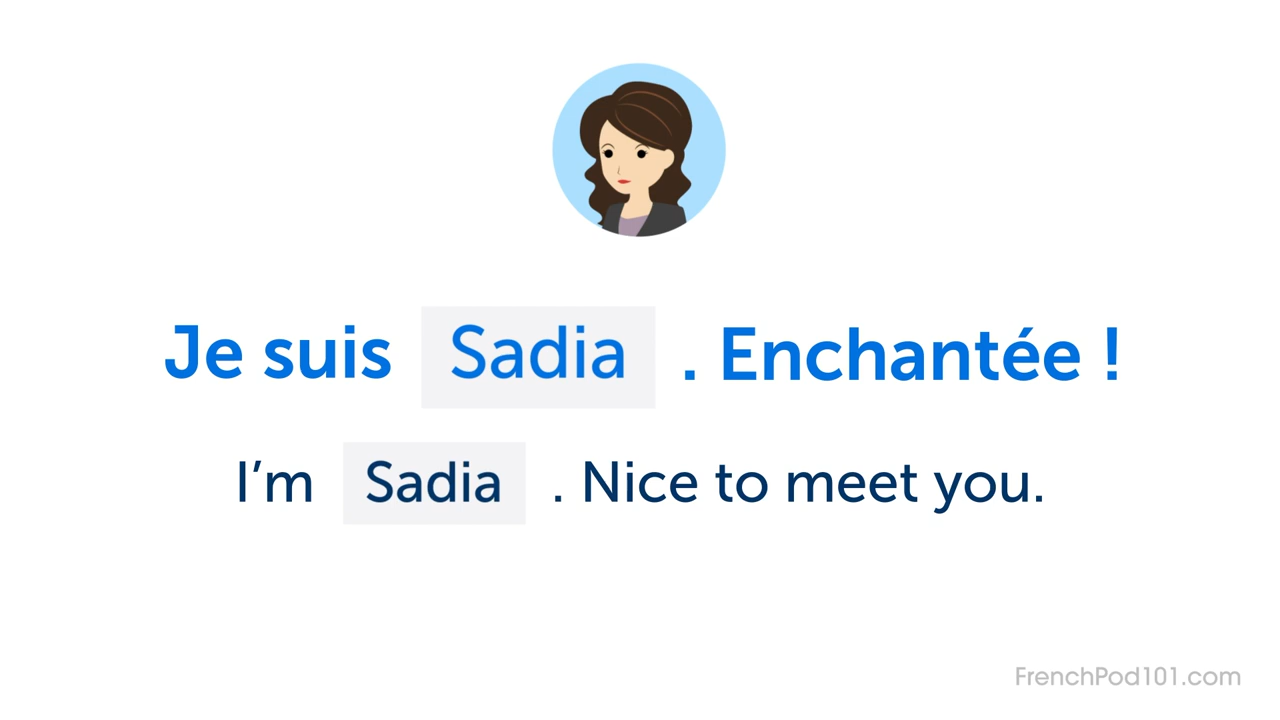 Je suis Sadia . Enchantée !
I’m Sadia . Nice to meet you.
FrenchPod101.com